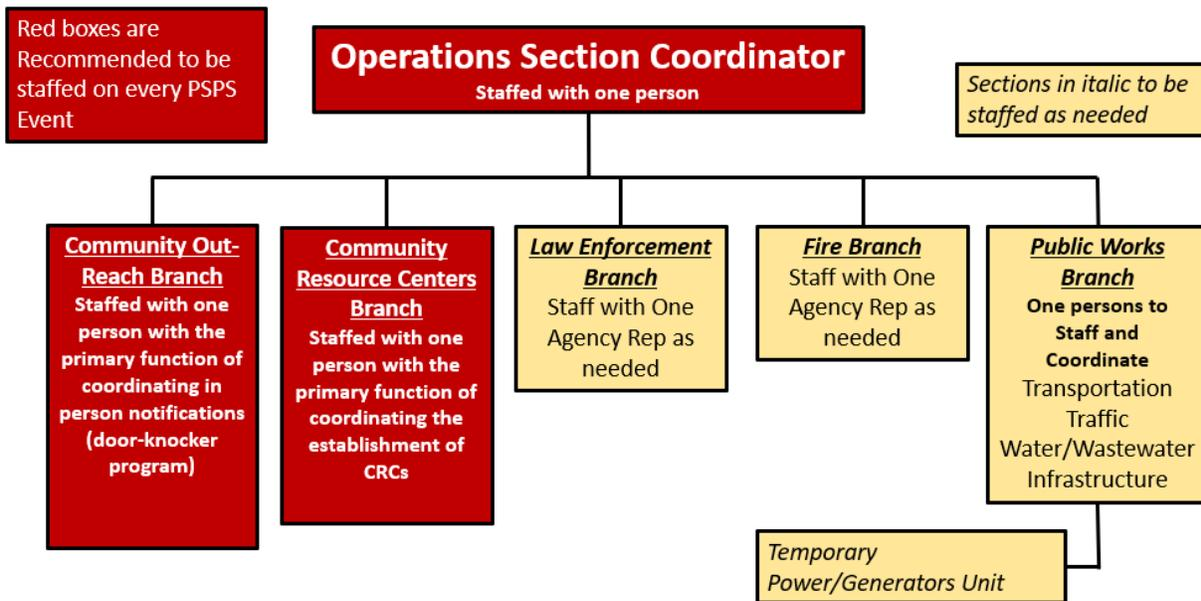 Red boxes are
Recommended to be
staffed on every PSPS
Event
Operations Section Coordinator
Staffed with one person
Sections in italic to be
staffed as needed
Community Out-
Reach Branch
Staffed with one
person with the
primary function of
coordinating in
person notifications
(door-knocker
program)
Community
Resource Centers
Branch
Staffed with one
person with the
primary function of
coordinating the
establishment of
CRCs
Law Enforcement
Branch
Staff with One
Agency Rep as
needed
Fire Branch
Staff with One
Agency Rep as
needed
Public Works
Branch
One persons to
Staff and
Coordinate
Transportation
Traffic
Water/Wastewater
Infrastructure
Temporary
Power/Generators Unit